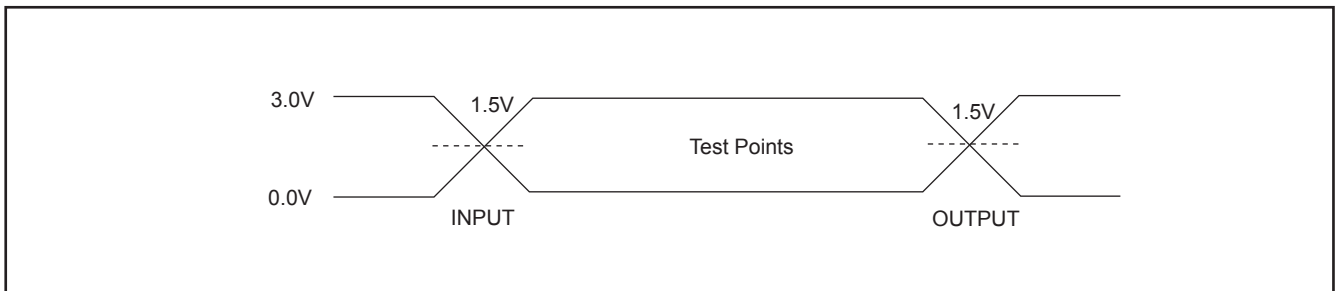 3.0V
1.5V
1.5V
Test Points
0.0V
INPUT
OUTPUT